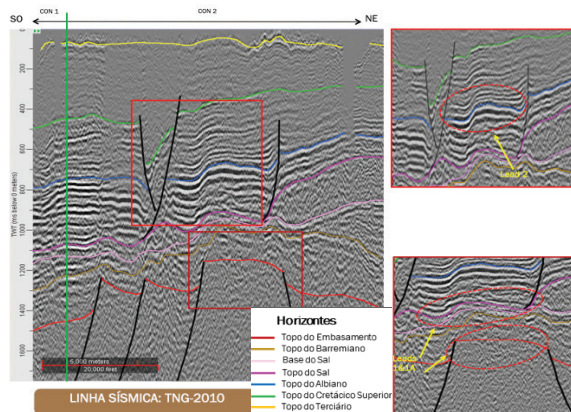 CON 1
CON 2
SO
NE
0
200
400
600
800
1000
1200
1400
1600
TWT (ms below 0 meters)
5,000 meters
20,000 feet
LINHA SÍSMICA: TNG-2010
Horizontes
Topo do Embasamento
Topo do Barremiano
Base do Sal
Topo do Sal
Topo do Albiano
Topo do Cretácico Superior
Topo do Terciário
Lead 2
Leads
1&1A